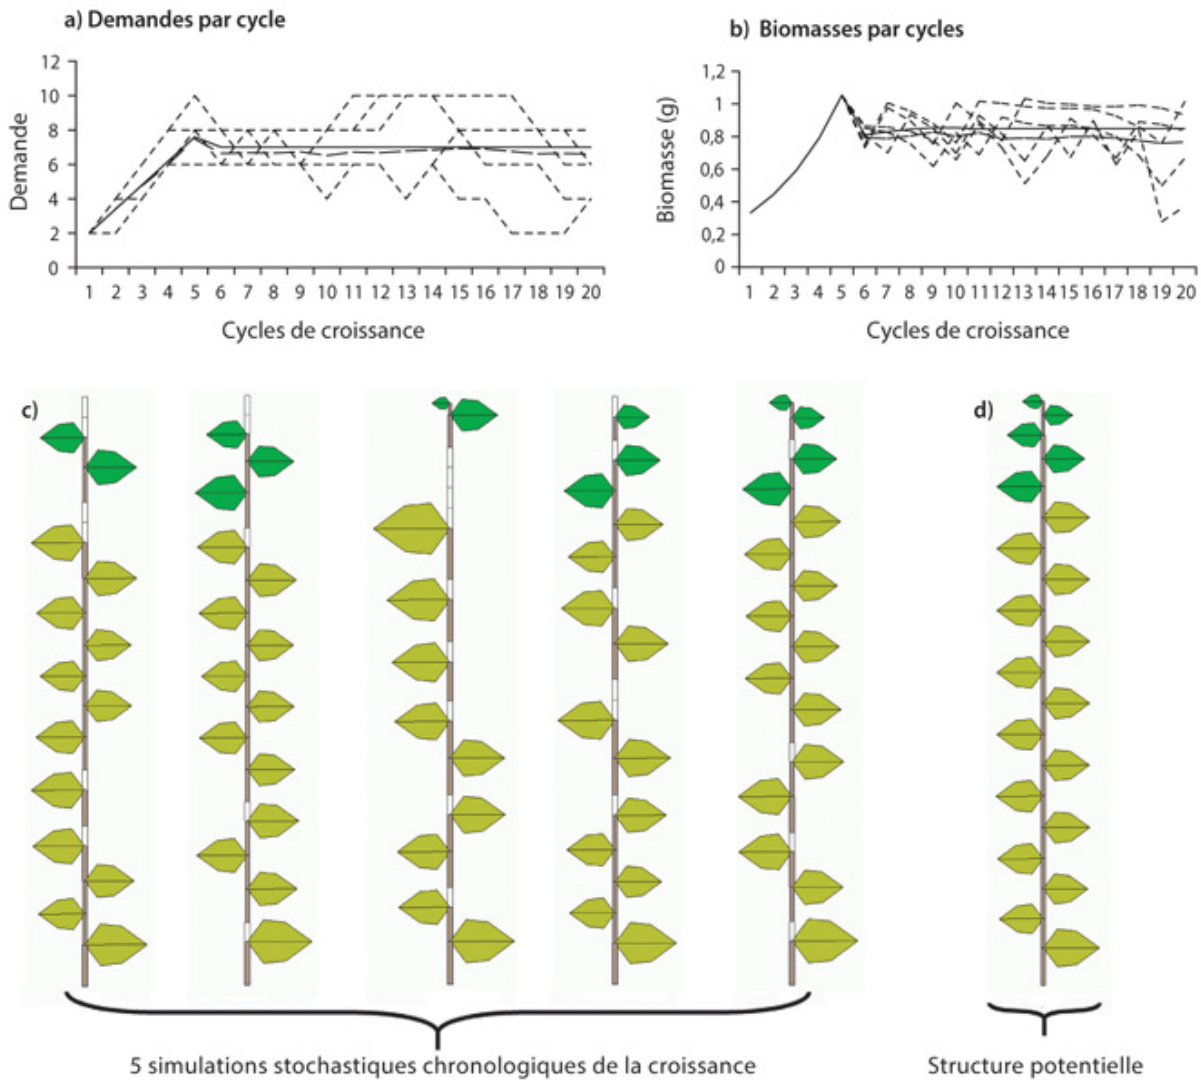 a) Demandes par cycle
12
10
8
6
4
2
0
Demande
1 2 3 4 5 6 7 8 9 10 11 12 13 14 15 16 17 18 19 20
Cycles de croissance
b) Biomasses par cycles
1,2
1
0,8
0,6
0,4
0,2
0
Biomasse (g)
1 2 3 4 5 6 7 8 9 10 11 12 13 14 15 16 17 18 19 20
Cycles de croissance
c)
d)
5 simulations stochastiques chronologiques de la croissance
Structure potentielle